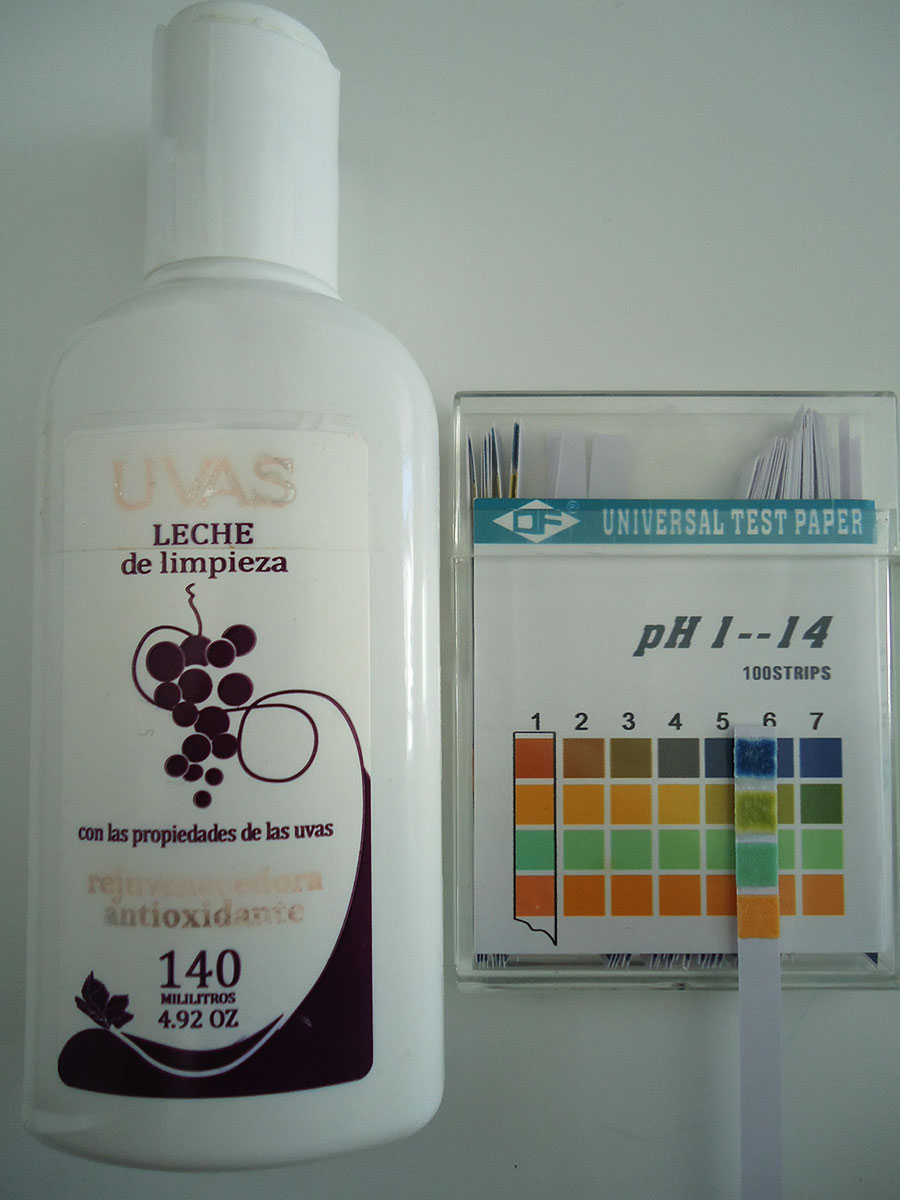 UVAS
LECHE
de limpieza
con las propiedades de las uvas
rejuvenecedora
antioxidante
140
MILILITROS
4.92 OZ
DF® UNIVERSAL TEST PAPER
pH 1--14
100STRIPS
1 2 3 4 5 6 7